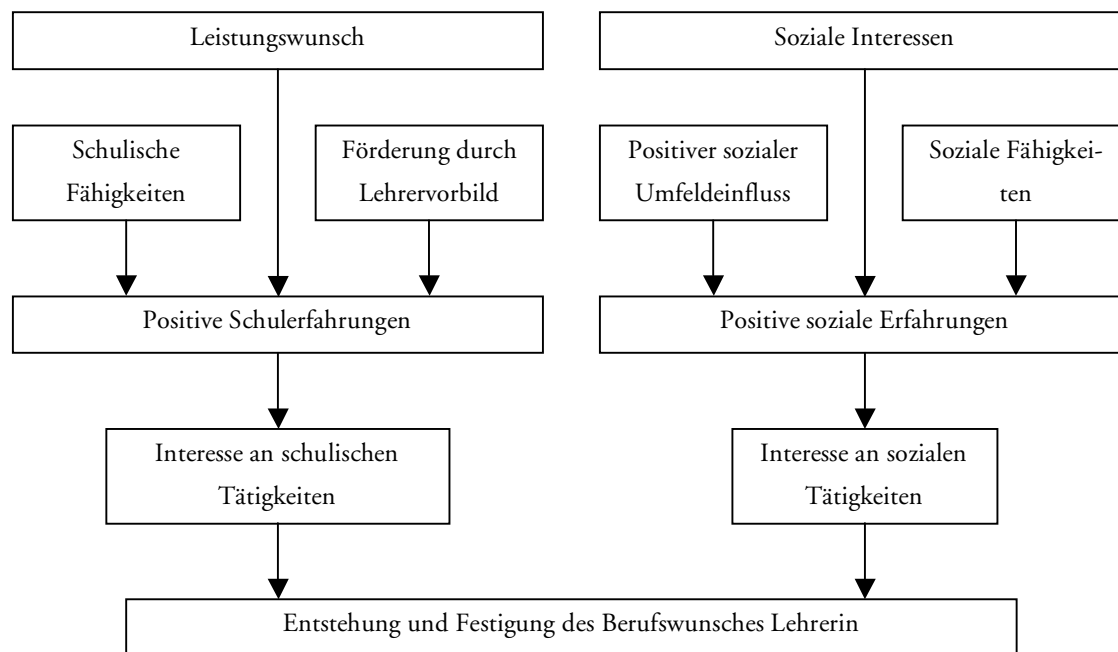 Leistungswunsch
Soziale Interessen
Schulische
Fähigkeiten
Förderung durch
Lehrervorbild
Positiver sozialer
Umfeldeinfluss
Soziale Fähigkei-
ten
Positive Schulerfahrungen
Positive soziale Erfahrungen
Interesse an schulischen
Tätigkeiten
Interesse an sozialen
Tätigkeiten
Entstehung und Festigung des Berufswunsches Lehrerin